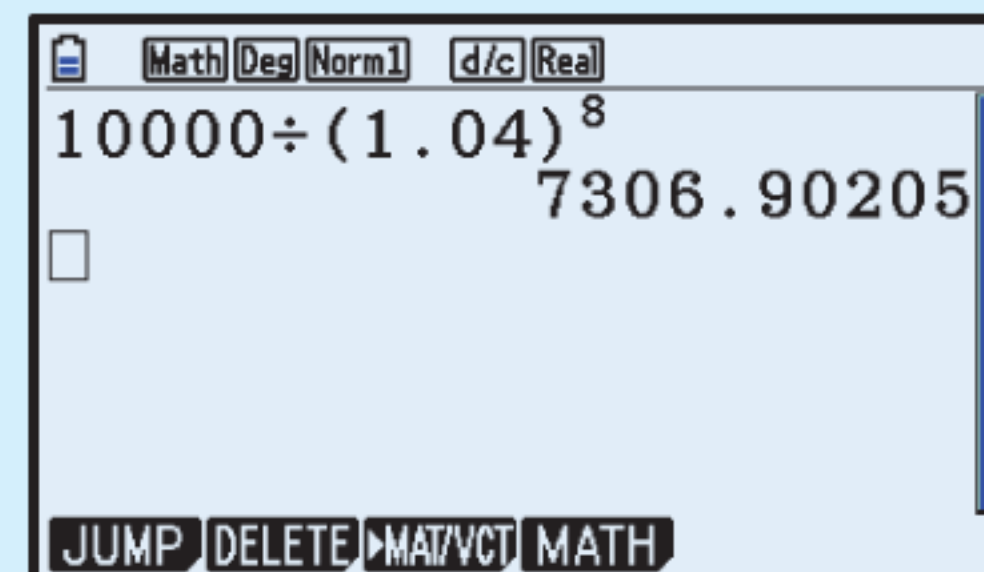 Math Deg Norm1 d/c Real
10000÷(1.04)⁸
7306.90205
JUMP DELETE ▶MAT/VCT MATH